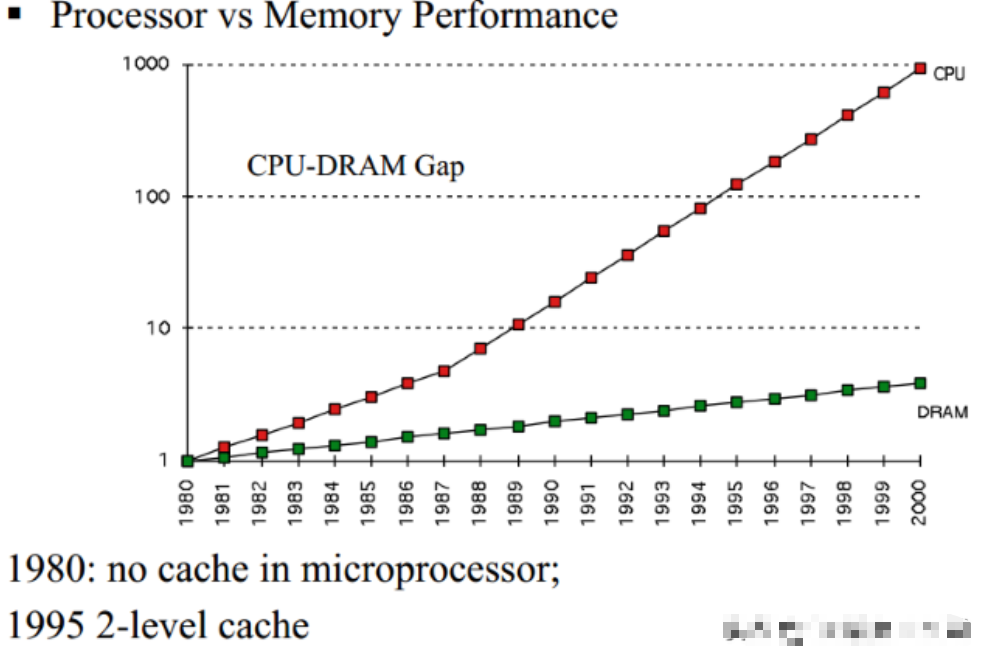 ▪ Processor vs Memory Performance
1000
CPU
CPU-DRAM Gap
100
10
DRAM
1
1980 1981 1982 1983 1984 1985 1986 1987 1988 1989 1990 1991 1992 1993 1994 1995 1996 1997 1998 1999 2000
1980: no cache in microprocessor;
1995 2-level cache